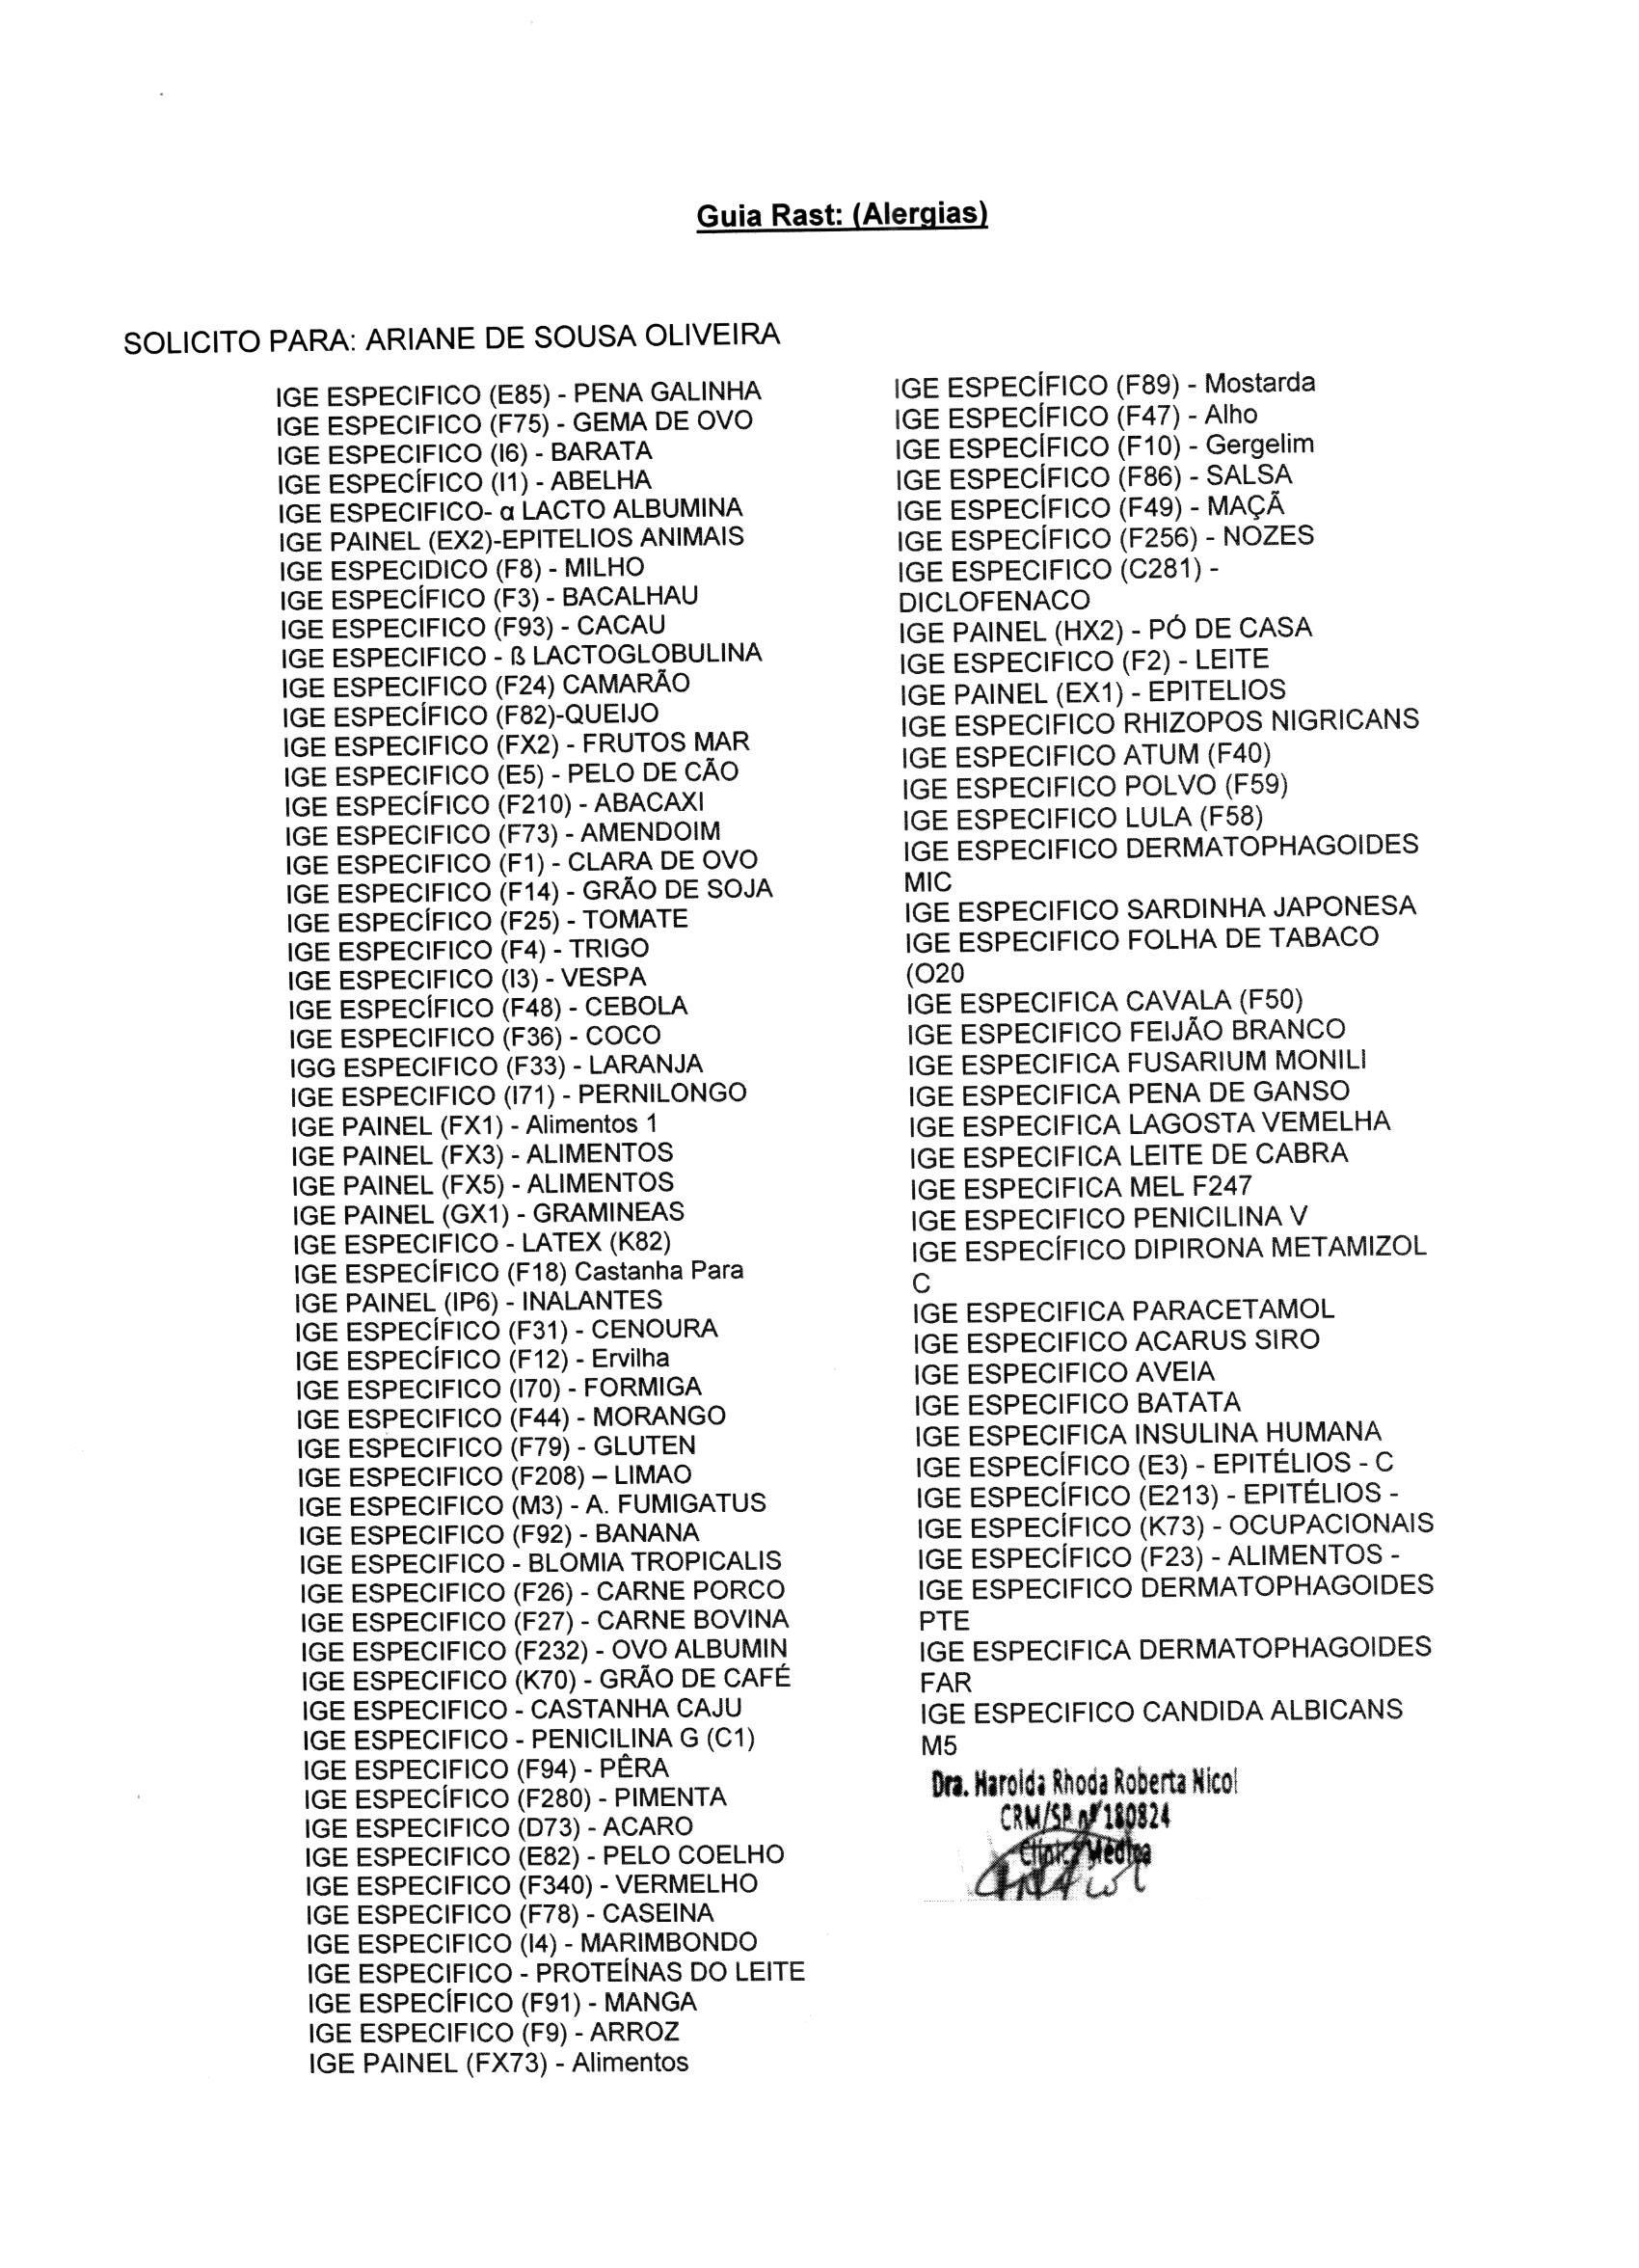 Guia Rast: (Alergias)
SOLICITO PARA: ARIANE DE SOUSA OLIVEIRA
IGE ESPECIFICO (E85) - PENA GALINHA
IGE ESPECIFICO (F75) - GEMA DE OVO
IGE ESPECIFICO (I6) - BARATA
IGE ESPECÍFICO (I1) - ABELHA
IGE ESPECIFICO- α LACTO ALBUMINA
IGE PAINEL (EX2)-EPITELIOS ANIMAIS
IGE ESPECIDICO (F8) - MILHO
IGE ESPECÍFICO (F3) - BACALHAU
IGE ESPECIFICO (F93) - CACAU
IGE ESPECIFICO - ß LACTOGLOBULINA
IGE ESPECIFICO (F24) CAMARÃO
IGE ESPECÍFICO (F82)-QUEIJO
IGE ESPECIFICO (FX2) - FRUTOS MAR
IGE ESPECIFICO (E5) - PELO DE CÃO
IGE ESPECÍFICO (F210) - ABACAXI
IGE ESPECIFICO (F73) - AMENDOIM
IGE ESPECIFICO (F1) - CLARA DE OVO
IGE ESPECIFICO (F14) - GRÃO DE SOJA
IGE ESPECÍFICO (F25) - TOMATE
IGE ESPECIFICO (F4) - TRIGO
IGE ESPECIFICO (I3) - VESPA
IGE ESPECÍFICO (F48) - CEBOLA
IGE ESPECIFICO (F36) - COCO
IGG ESPECIFICO (F33) - LARANJA
IGE ESPECIFICO (I71) - PERNILONGO
IGE PAINEL (FX1) - Alimentos 1
IGE PAINEL (FX3) - ALIMENTOS
IGE PAINEL (FX5) - ALIMENTOS
IGE PAINEL (GX1) - GRAMINEAS
IGE ESPECIFICO - LATEX (K82)
IGE ESPECÍFICO (F18) Castanha Para
IGE PAINEL (IP6) - INALANTES
IGE ESPECÍFICO (F31) - CENOURA
IGE ESPECÍFICO (F12) - Ervilha
IGE ESPECIFICO (I70) - FORMIGA
IGE ESPECIFICO (F44) - MORANGO
IGE ESPECIFICO (F79) - GLUTEN
IGE ESPECIFICO (F208) – LIMAO
IGE ESPECIFICO (M3) - A. FUMIGATUS
IGE ESPECIFICO (F92) - BANANA
IGE ESPECIFICO - BLOMIA TROPICALIS
IGE ESPECIFICO (F26) - CARNE PORCO
IGE ESPECIFICO (F27) - CARNE BOVINA
IGE ESPECIFICO (F232) - OVO ALBUMIN
IGE ESPECIFICO (K70) - GRÃO DE CAFÉ
IGE ESPECIFICO - CASTANHA CAJU
IGE ESPECIFICO - PENICILINA G (C1)
IGE ESPECIFICO (F94) - PÊRA
IGE ESPECÍFICO (F280) - PIMENTA
IGE ESPECIFICO (D73) - ACARO
IGE ESPECIFICO (E82) - PELO COELHO
IGE ESPECIFICO (F340) - VERMELHO
IGE ESPECIFICO (F78) - CASEINA
IGE ESPECIFICO (I4) - MARIMBONDO
IGE ESPECIFICO - PROTEÍNAS DO LEITE
IGE ESPECÍFICO (F91) - MANGA
IGE ESPECIFICO (F9) - ARROZ
IGE PAINEL (FX73) - Alimentos
IGE ESPECÍFICO (F89) - Mostarda
IGE ESPECÍFICO (F47) - Alho
IGE ESPECÍFICO (F10) - Gergelim
IGE ESPECÍFICO (F86) - SALSA
IGE ESPECÍFICO (F49) - MAÇÃ
IGE ESPECÍFICO (F256) - NOZES
IGE ESPECIFICO (C281) -
DICLOFENACO
IGE PAINEL (HX2) - PÓ DE CASA
IGE ESPECIFICO (F2) - LEITE
IGE PAINEL (EX1) - EPITELIOS
IGE ESPECIFICO RHIZOPOS NIGRICANS
IGE ESPECIFICO ATUM (F40)
IGE ESPECIFICO POLVO (F59)
IGE ESPECIFICO LULA (F58)
IGE ESPECIFICO DERMATOPHAGOIDES
MIC
IGE ESPECIFICO SARDINHA JAPONESA
IGE ESPECIFICO FOLHA DE TABACO
(O20
IGE ESPECIFICA CAVALA (F50)
IGE ESPECIFICO FEIJÃO BRANCO
IGE ESPECIFICA FUSARIUM MONILI
IGE ESPECIFICA PENA DE GANSO
IGE ESPECIFICA LAGOSTA VEMELHA
IGE ESPECIFICA LEITE DE CABRA
IGE ESPECIFICA MEL F247
IGE ESPECIFICO PENICILINA V
IGE ESPECÍFICO DIPIRONA METAMIZOL
C
IGE ESPECIFICA PARACETAMOL
IGE ESPECIFICO ACARUS SIRO
IGE ESPECIFICO AVEIA
IGE ESPECIFICO BATATA
IGE ESPECIFICA INSULINA HUMANA
IGE ESPECÍFICO (E3) - EPITÉLIOS - C
IGE ESPECÍFICO (E213) - EPITÉLIOS -
IGE ESPECÍFICO (K73) - OCUPACIONAIS
IGE ESPECÍFICO (F23) - ALIMENTOS -
IGE ESPECIFICO DERMATOPHAGOIDES
PTE
IGE ESPECIFICA DERMATOPHAGOIDES
FAR
IGE ESPECIFICO CANDIDA ALBICANS
M5
Dra. Harolda Rhoda Roberta Nicol
CRM/SP nº 180824
Clínica Médica